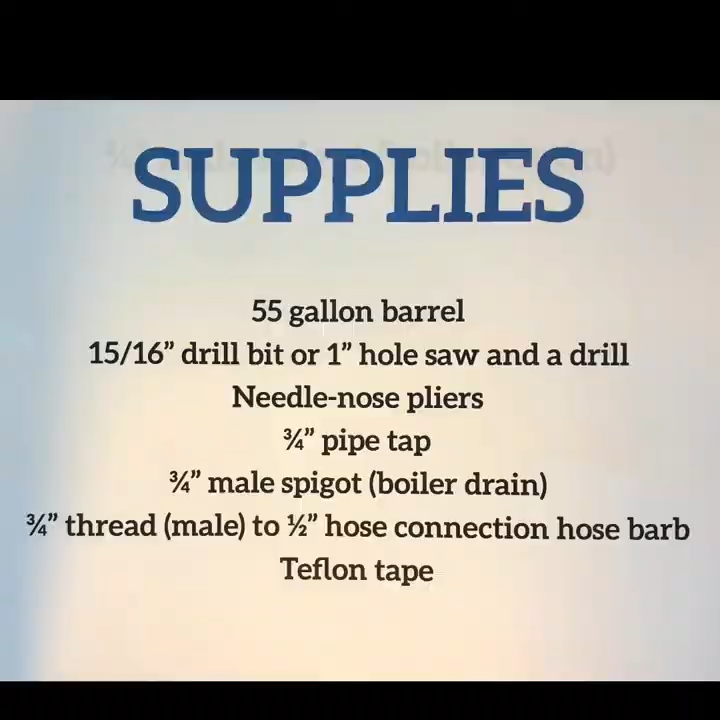 SUPPLIES
55 gallon barrel
15/16” drill bit or 1” hole saw and a drill
Needle-nose pliers
¾” pipe tap
¾” male spigot (boiler drain)
¾” thread (male) to ½” hose connection hose barb
Teflon tape